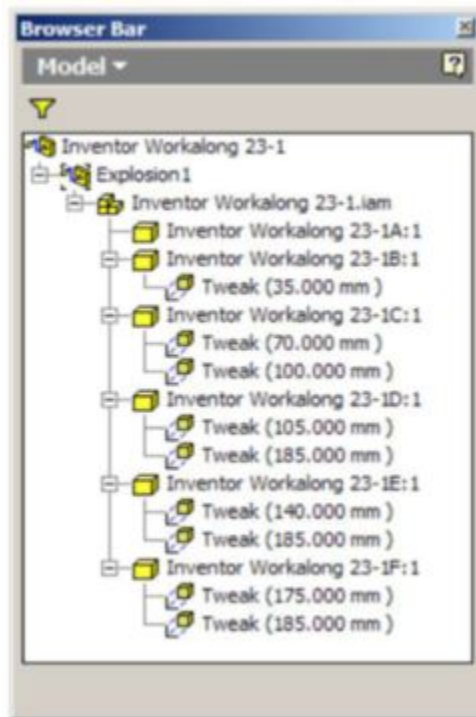 Browser Bar
Model
Inventor Workalong 23-1
Explosion1
Inventor Workalong 23-1.iam
Inventor Workalong 23-1A:1
Inventor Workalong 23-1B:1
Tweak (35.000 mm )
Inventor Workalong 23-1C:1
Tweak (70.000 mm )
Tweak (100.000 mm )
Inventor Workalong 23-1D:1
Tweak (105.000 mm )
Tweak (185.000 mm )
Inventor Workalong 23-1E:1
Tweak (140.000 mm )
Tweak (185.000 mm )
Inventor Workalong 23-1F:1
Tweak (175.000 mm )
Tweak (185.000 mm )